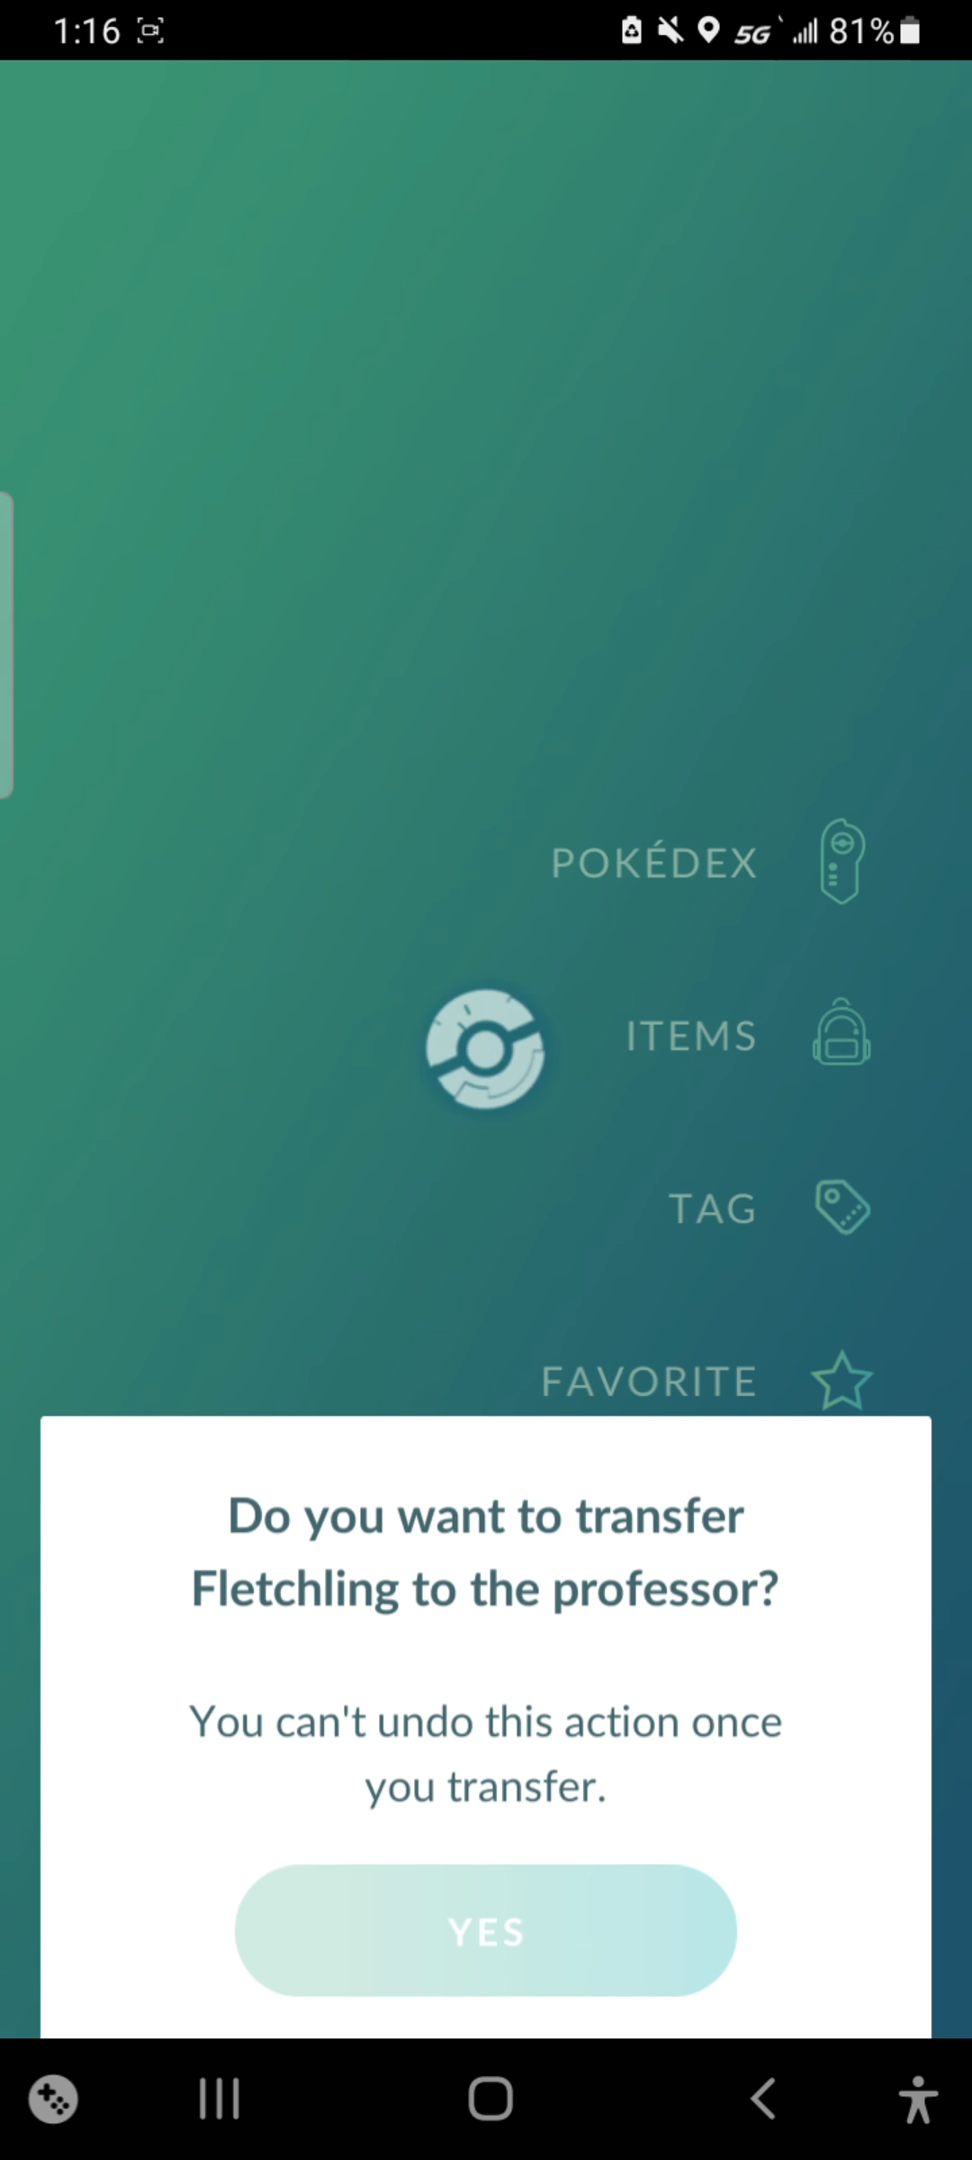 1:16 5G 81%
POKÉDEX
ITEMS
TAG
FAVORITE
Do you want to transfer
Fletchling to the professor?
You can't undo this action once
you transfer.
YES